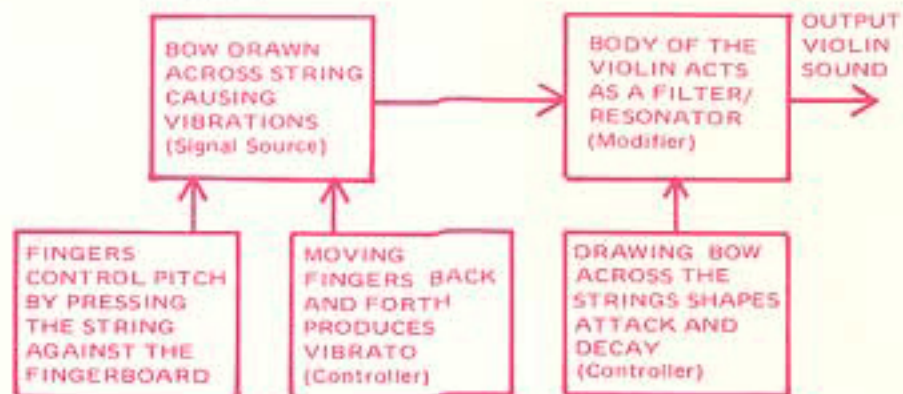 BOW DRAWN
ACROSS STRING
CAUSING
VIBRATIONS
(Signal Source)
BODY OF THE
VIOLIN ACTS
AS A FILTER/
RESONATOR
(Modifier)
OUTPUT
VIOLIN
SOUND
FINGERS
CONTROL PITCH
BY PRESSING
THE STRING
AGAINST THE
FINGERBOARD
MOVING
FINGERS BACK
AND FORTH
PRODUCES
VIBRATO
(Controller)
DRAWING BOW
ACROSS THE
STRINGS SHAPES
ATTACK AND
DECAY
(Controller)